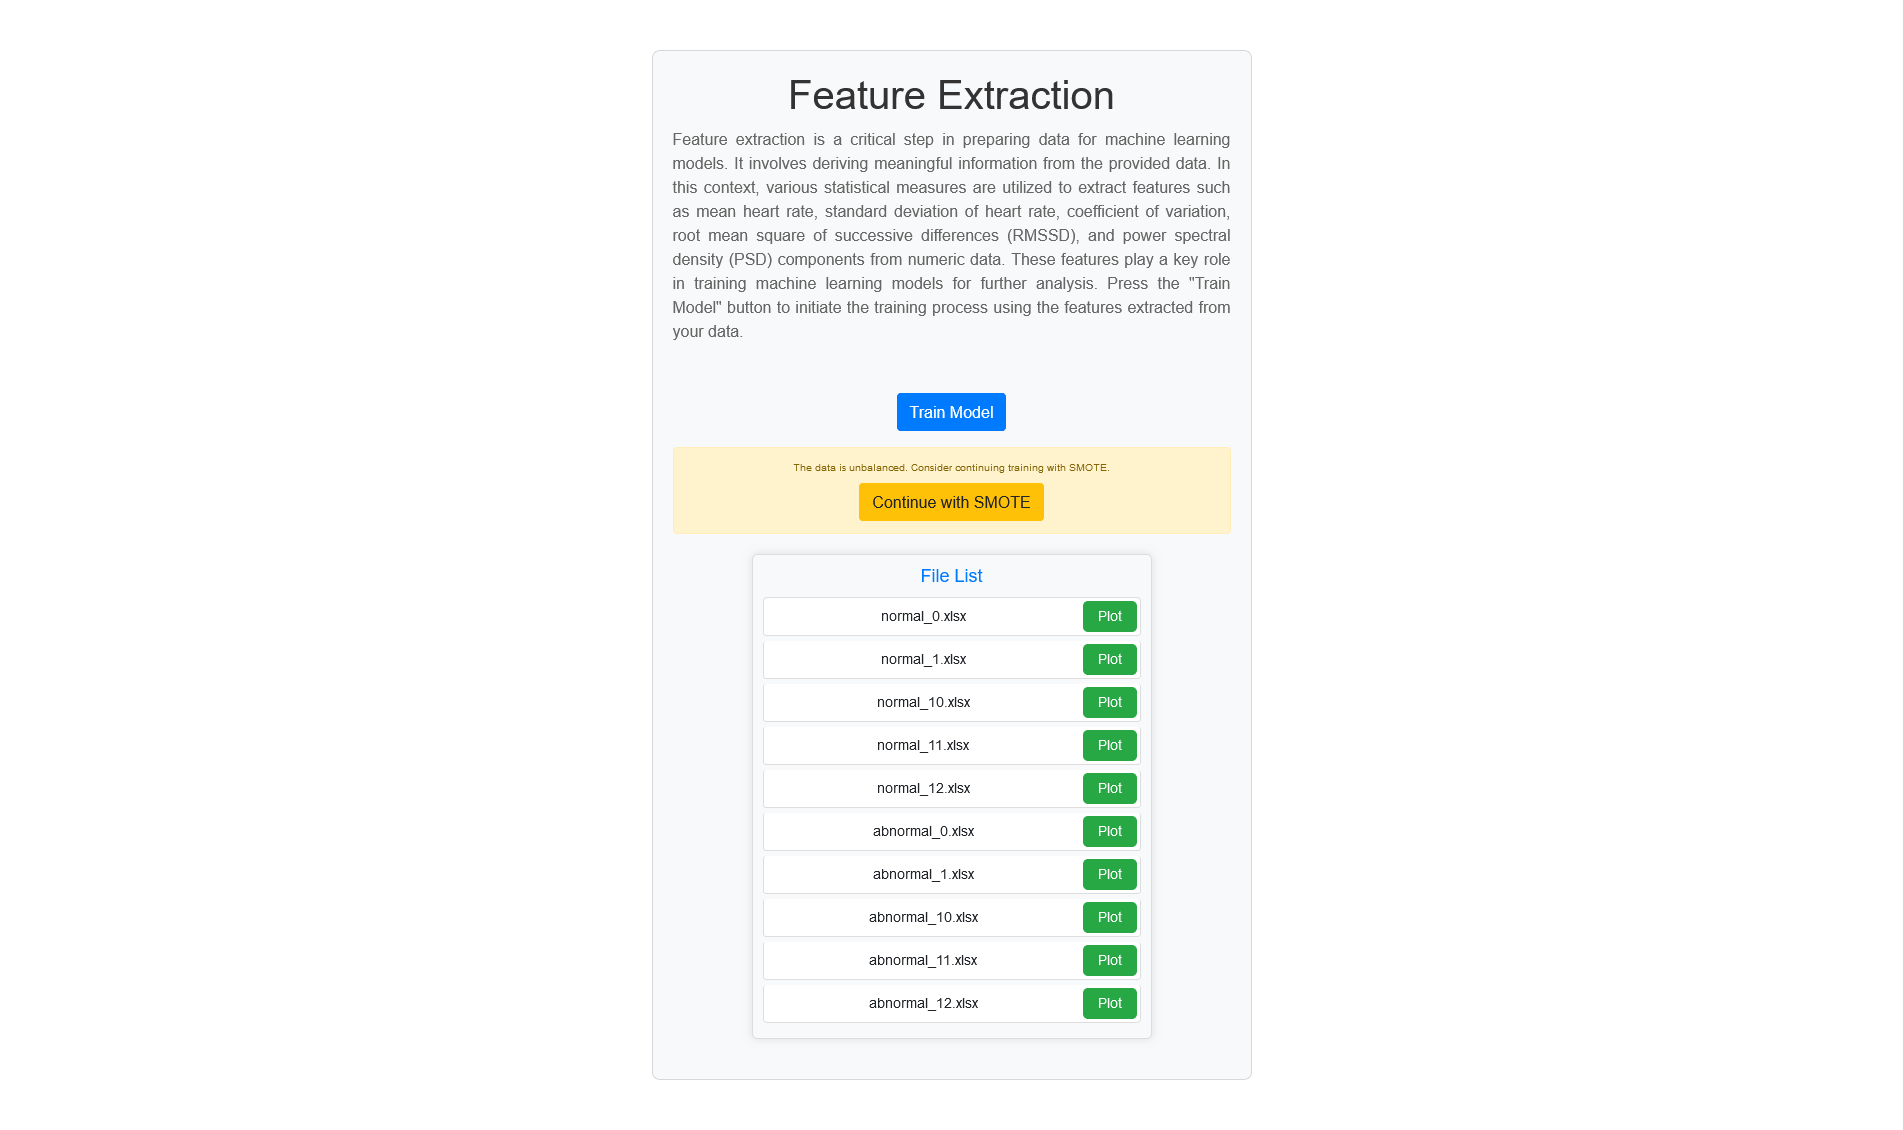 Feature Extraction
Feature extraction is a critical step in preparing data for machine learning
models. It involves deriving meaningful information from the provided data. In
this context, various statistical measures are utilized to extract features such
as mean heart rate, standard deviation of heart rate, coefficient of variation,
root mean square of successive differences (RMSSD), and power spectral
density (PSD) components from numeric data. These features play a key role
in training machine learning models for further analysis. Press the "Train
Model" button to initiate the training process using the features extracted from
your data.
Train Model
The data is unbalanced. Consider continuing training with SMOTE.
Continue with SMOTE
File List
normal_0.xlsx Plot
normal_1.xlsx Plot
normal_10.xlsx Plot
normal_11.xlsx Plot
normal_12.xlsx Plot
abnormal_0.xlsx Plot
abnormal_1.xlsx Plot
abnormal_10.xlsx Plot
abnormal_11.xlsx Plot
abnormal_12.xlsx Plot